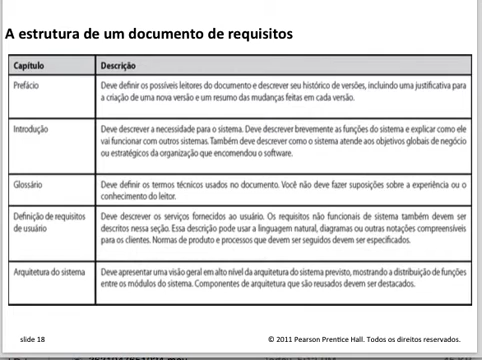 A estrutura de um documento de requisitos
Capítulo Descrição
Prefácio Deve definir os possíveis leitores do documento e descrever seu histórico de versões, incluindo uma justificativa para
a criação de uma nova versão e um resumo das mudanças feitas em cada versão.
Introdução Deve descrever a necessidade para o sistema. Deve descrever brevemente as funções do sistema e explicar como ele
vai funcionar com outros sistemas. Também deve descrever como o sistema atende aos objetivos globais de negócio
ou estratégicos da organização que encomendou o software.
Glossário Deve definir os termos técnicos usados no documento. Você não deve fazer suposições sobre a experiência ou o
conhecimento do leitor.
Definição de requisitos Deve descrever os serviços fornecidos ao usuário. Os requisitos não funcionais de sistema também devem ser
de usuário descritos nessa seção. Essa descrição pode usar a linguagem natural, diagramas ou outras notações compreensíveis
para os clientes. Normas de produto e processos que devem ser seguidos devem ser especificados.
Arquitetura do sistema Deve apresentar uma visão geral em alto nível da arquitetura do sistema previsto, mostrando a distribuição de funções
entre os módulos do sistema. Componentes de arquitetura que são reusados devem ser destacados.
slide 18 © 2011 Pearson Prentice Hall. Todos os direitos reservados.